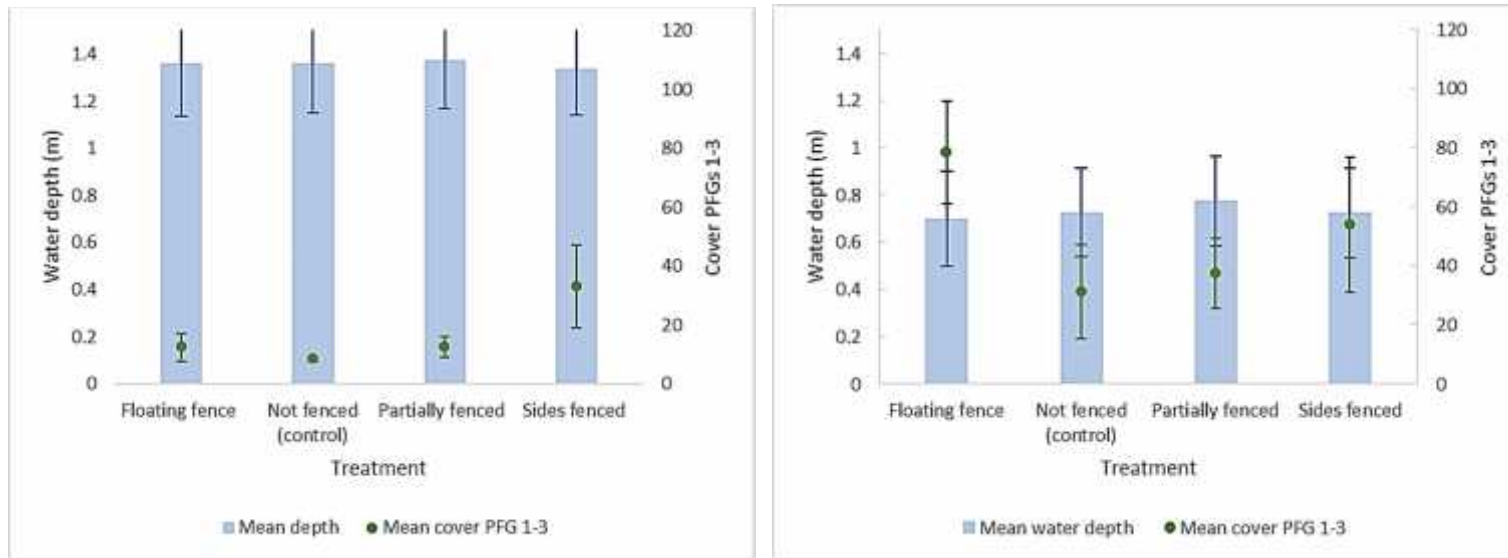 1.4
1.2
1
0.8
0.6
0.4
0.2
0
Water depth (m)
120
100
80
60
40
20
0
Cover PFGs 1-3
Floating fence Not fenced Partially fenced Sides fenced
(control)
Treatment
Mean depth Mean cover PFG 1-3
1.4
1.2
1
0.8
0.6
0.4
0.2
0
Water depth (m)
120
100
80
60
40
20
0
Cover PFGs 1-3
Floating fence Not fenced Partially fenced Sides fenced
(control)
Treatment
Mean water depth Mean cover PFG 1-3